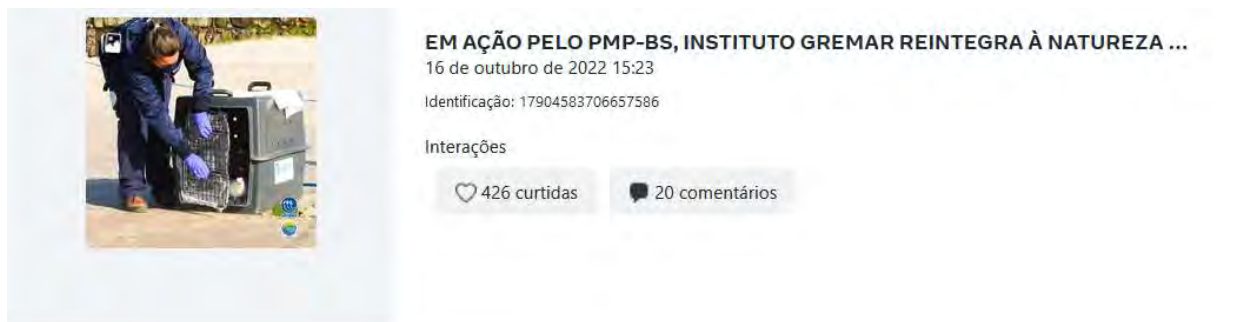 EM AÇÃO PELO PMP-BS, INSTITUTO GREMAR REINTEGRA À NATUREZA ...
16 de outubro de 2022 15:23
Identificação: 17904583706657586
Interações
426 curtidas 20 comentários